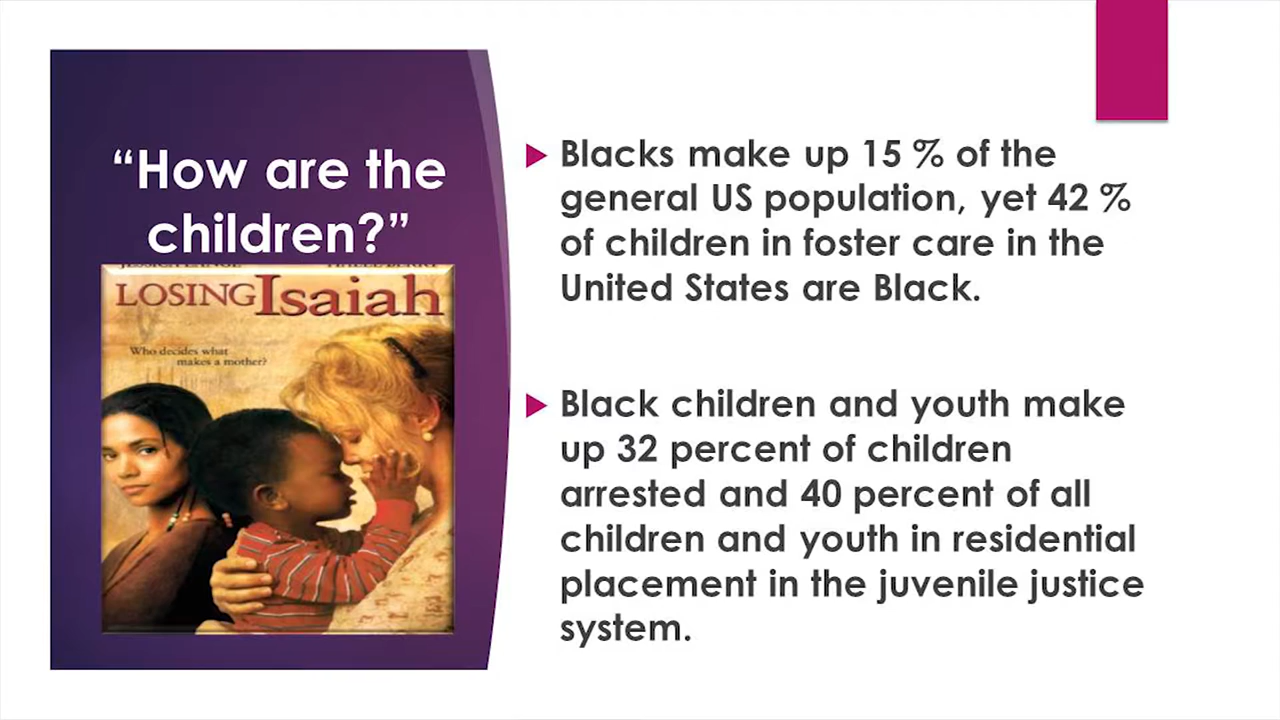 “How are the
children?”
LOSING Isaiah
Who decides what
makes a mother?
Blacks make up 15 % of the
general US population, yet 42 %
of children in foster care in the
United States are Black.
Black children and youth make
up 32 percent of children
arrested and 40 percent of all
children and youth in residential
placement in the juvenile justice
system.